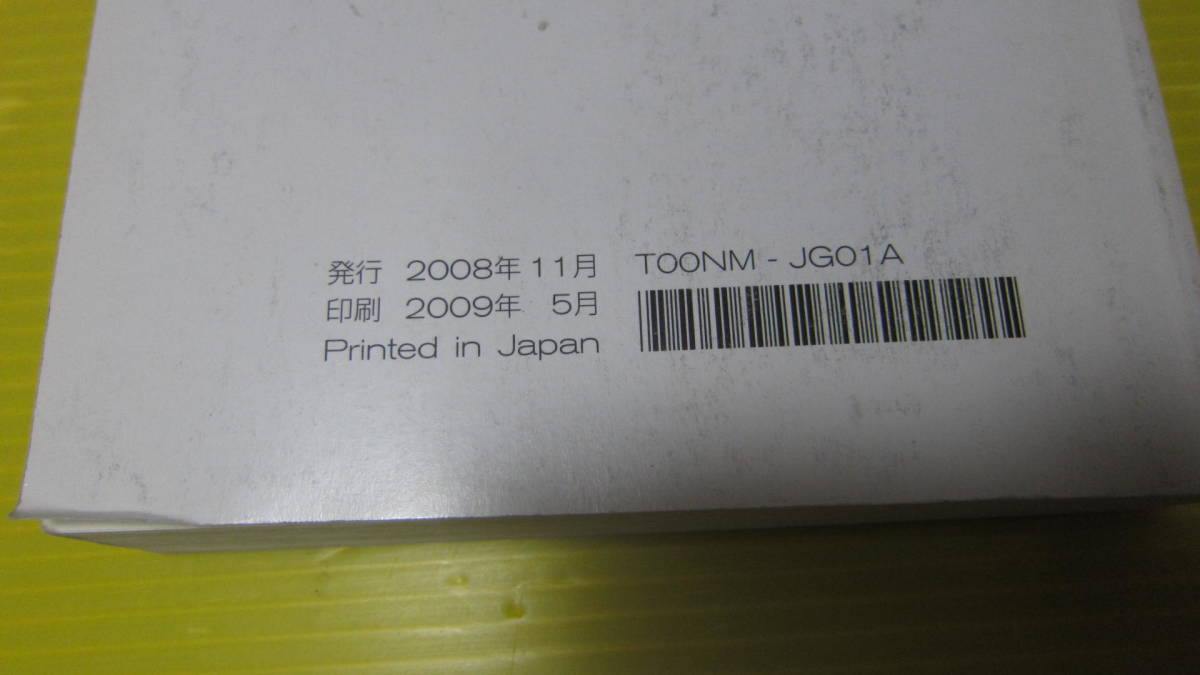 発行 2008年 11月 T00NM - JG01A
印刷 2009年 5月
Printed in Japan